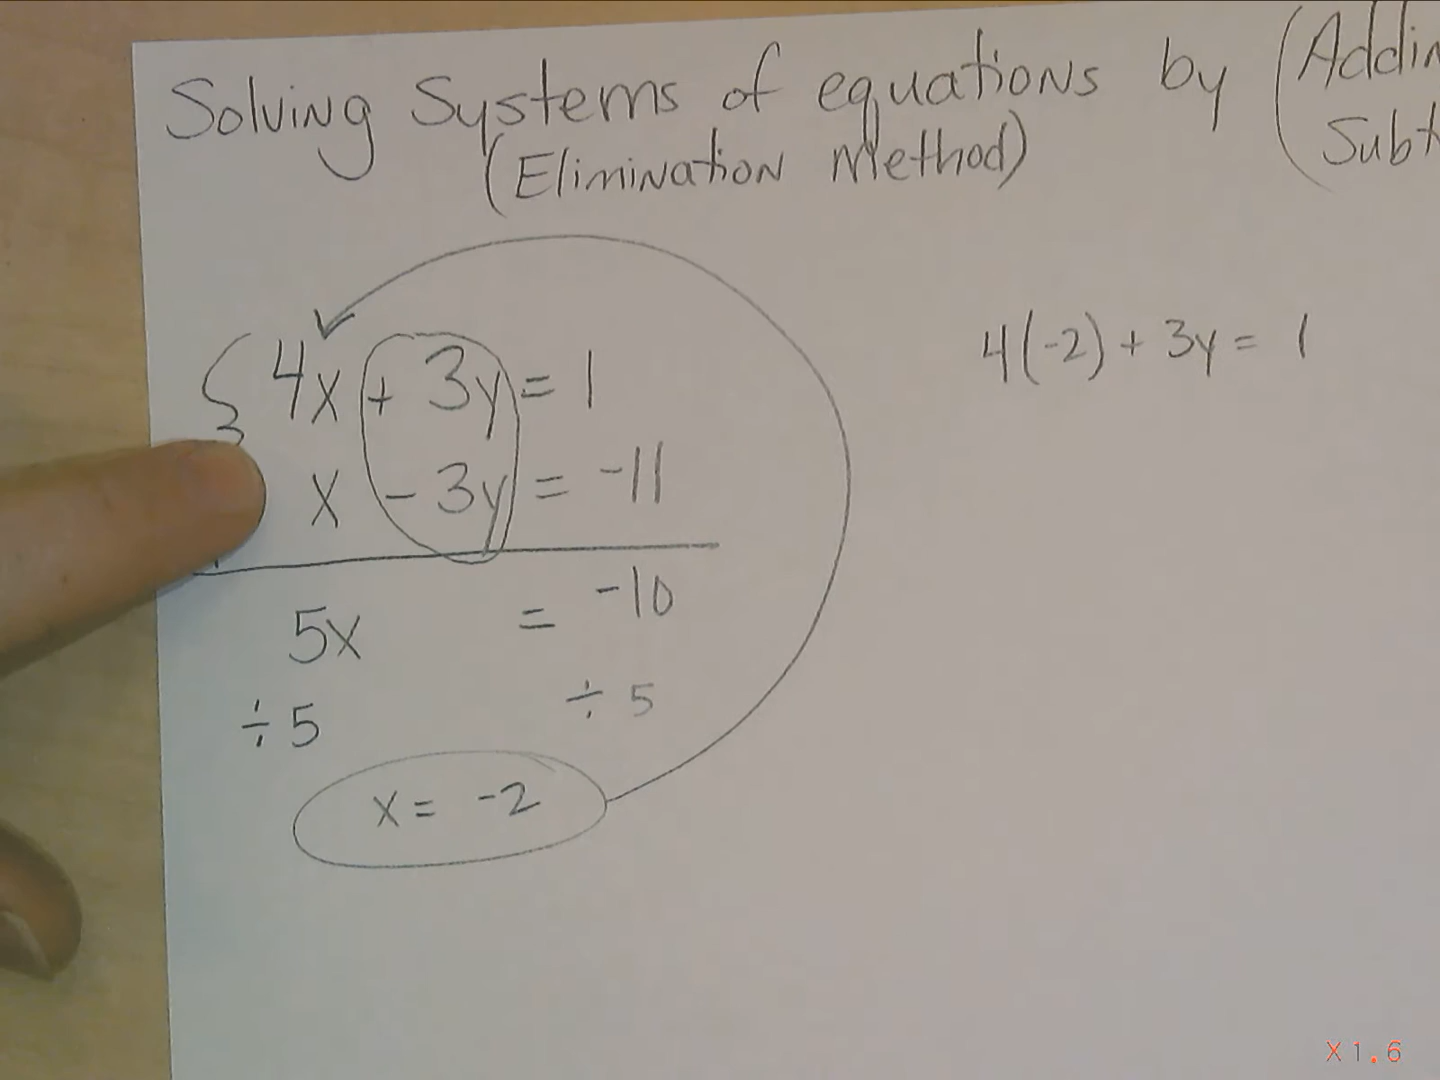 Solving Systems of equations by (
(Elimination Method)
4x + 3y = 1
x - 3y = -11
5x = -10
÷5 ÷5
x = -2
4(-2) + 3y = 1
X1.6